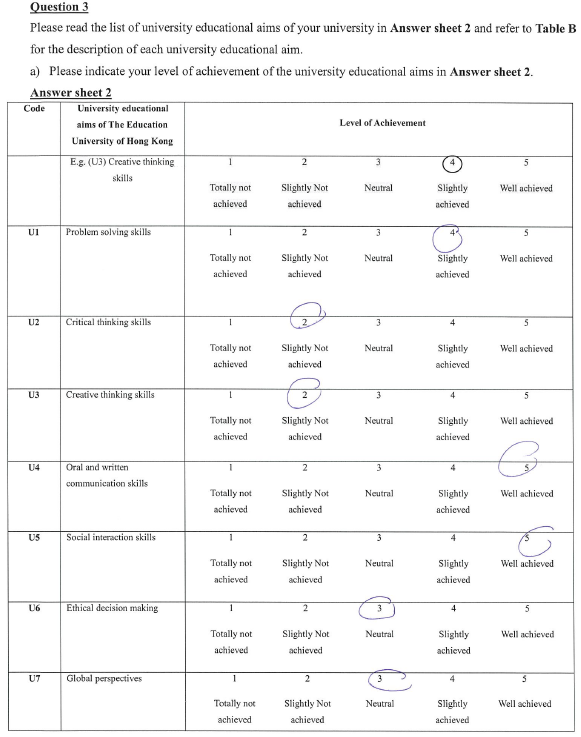 Question 3
Please read the list of university educational aims of your university in Answer sheet 2 and refer to Table B
for the description of each university educational aim.
a) Please indicate your level of achievement of the university educational aims in Answer sheet 2.
Answer sheet 2
Code University educational aims of The Education University of Hong Kong Level of Achievement
E.g. (U3) Creative thinking skills
1 2 3 4 5
Totally not achieved Slightly Not achieved Neutral Slightly achieved Well achieved
U1 Problem solving skills
1 2 3 4 5
Totally not achieved Slightly Not achieved Neutral Slightly achieved Well achieved
U2 Critical thinking skills
1 2 3 4 5
Totally not achieved Slightly Not achieved Neutral Slightly achieved Well achieved
U3 Creative thinking skills
1 2 3 4 5
Totally not achieved Slightly Not achieved Neutral Slightly achieved Well achieved
U4 Oral and written communication skills
1 2 3 4 5
Totally not achieved Slightly Not achieved Neutral Slightly achieved Well achieved
U5 Social interaction skills
1 2 3 4 5
Totally not achieved Slightly Not achieved Neutral Slightly achieved Well achieved
U6 Ethical decision making
1 2 3 4 5
Totally not achieved Slightly Not achieved Neutral Slightly achieved Well achieved
U7 Global perspectives
1 2 3 4 5
Totally not achieved Slightly Not achieved Neutral Slightly achieved Well achieved